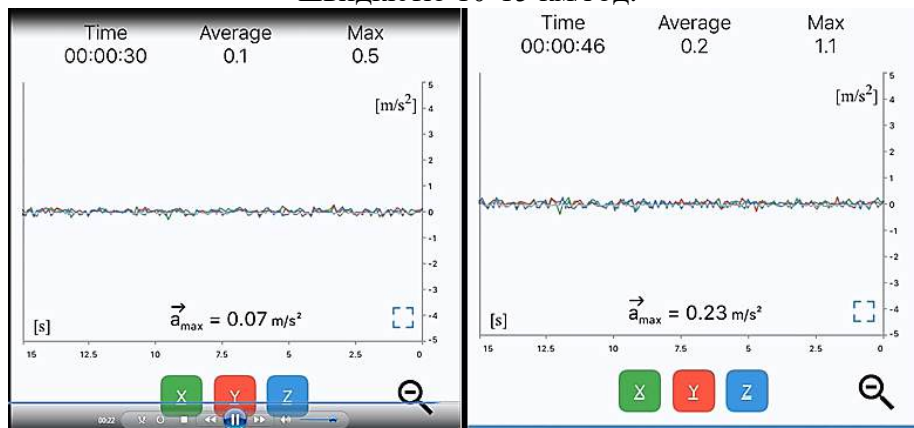 Time Average Max
00:00:30 0.1 0.5
[m/s²]
5
4
3
2
1
0
-1
-2
-3
-4
-5
a max = 0.07 m/s²
[s]
15 12.5 10 7.5 5 2.5 0
X Y Z
00:22
Time Average Max
00:00:46 0.2 1.1
[m/s²]
5
4
3
2
1
0
-1
-2
-3
-4
-5
a max = 0.23 m/s²
[s]
15 12.5 10 7.5 5 2.5 0
X Y Z